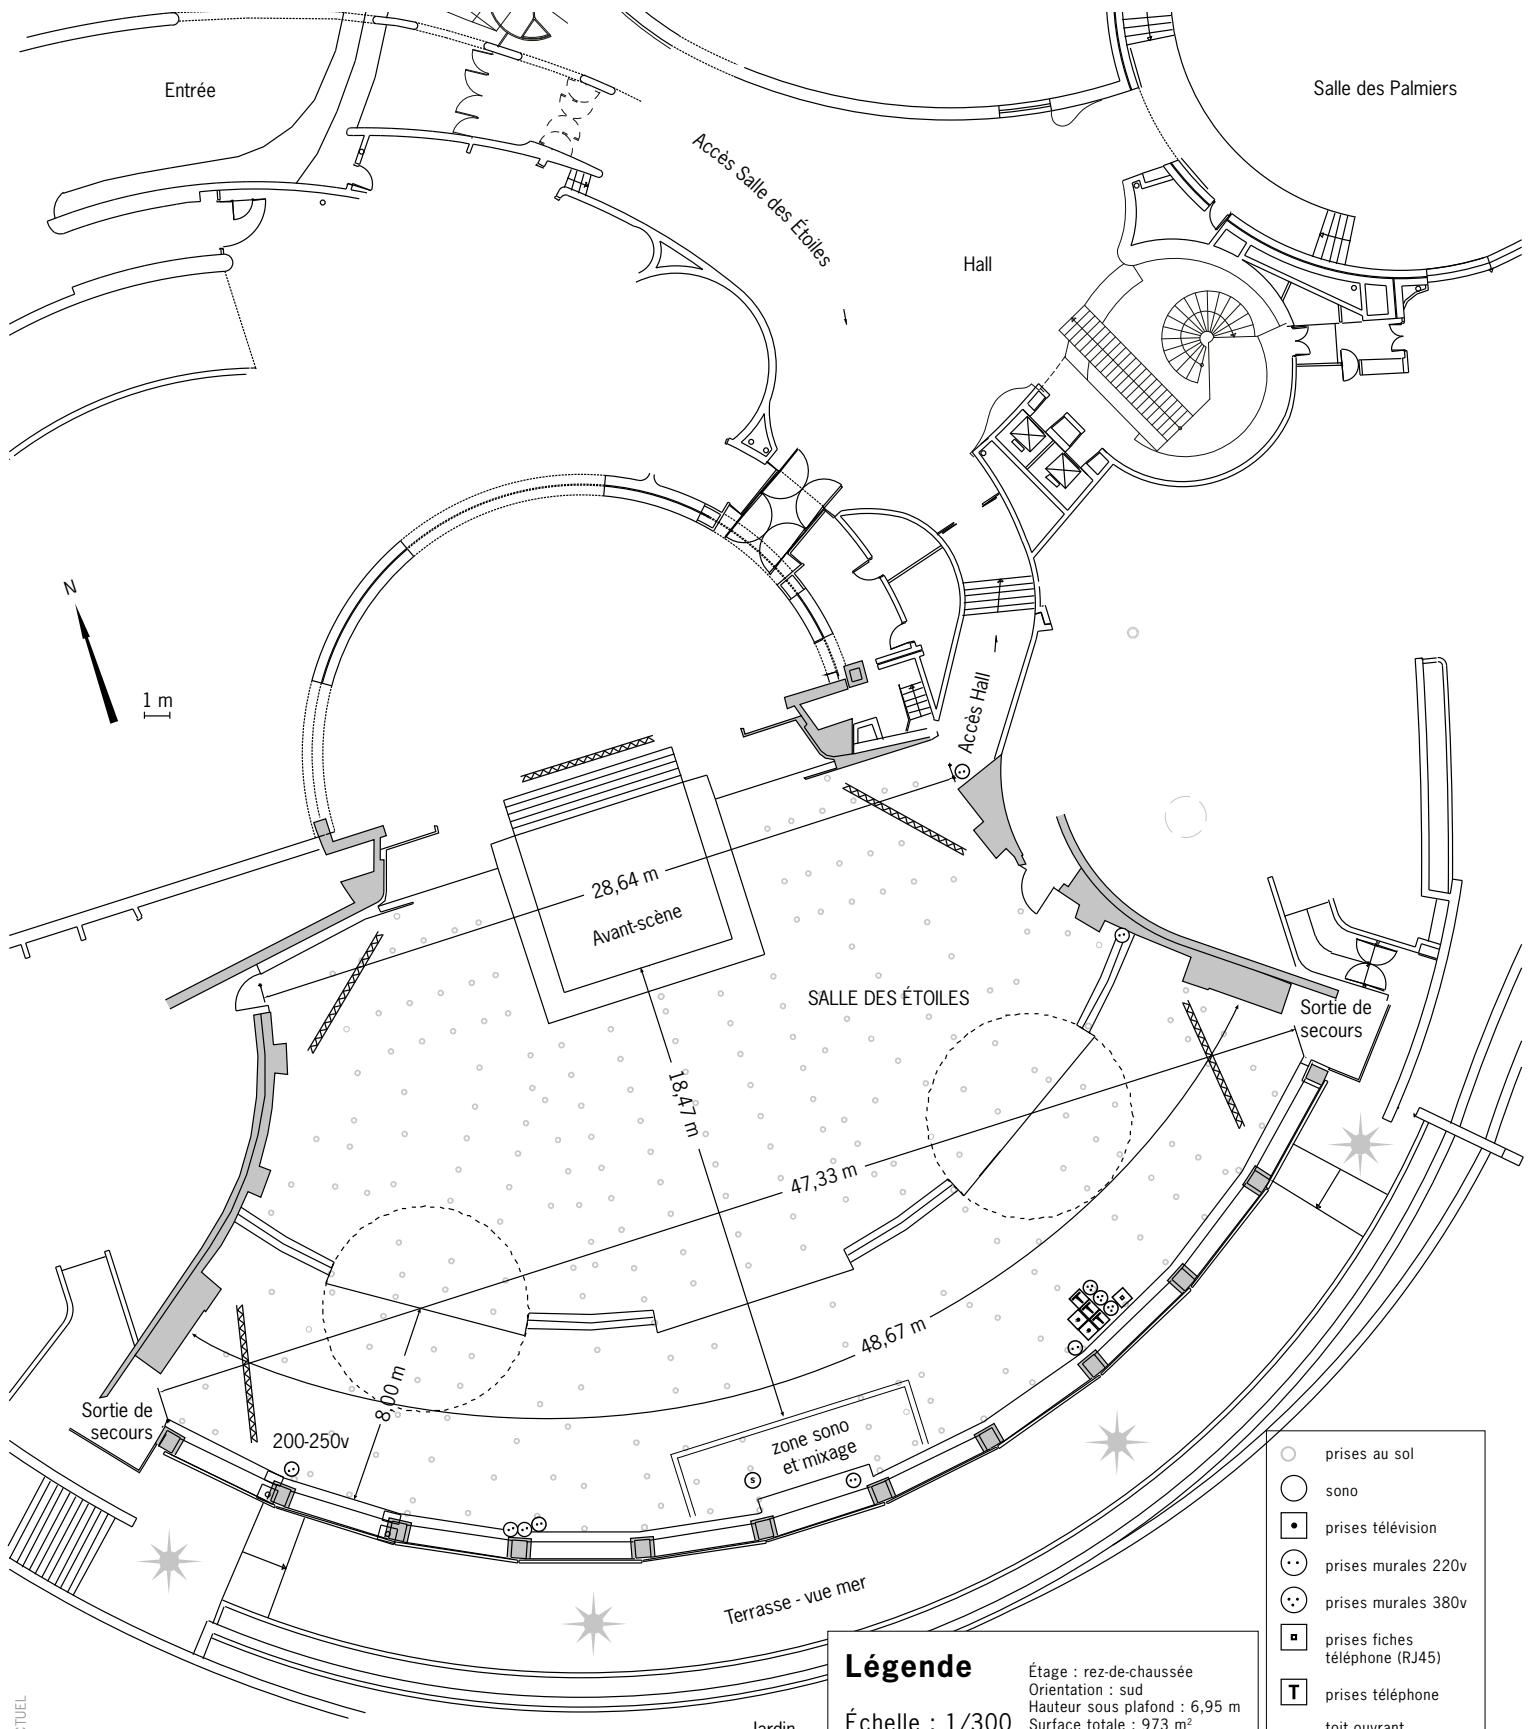 Entrée
Salle des Palmiers
Accès Salle des Étoiles
Hall
N
1 m
Accès Hall
28,64 m
Avant-scène
SALLE DES ÉTOILES
Sortie de
secours
18,47 m
47,33 m
48,67 m
8,00 m
Sortie de
secours
200-250v
zone sono
et mixage
S
Terrasse - vue mer
prises au sol
sono
prises télévision
prises murales 220v
prises murales 380v
prises fiches
téléphone (RJ45)
T
prises téléphone
toit ouvrant
Légende
Échelle : 1/300
Étage : rez-de-chaussée
Orientation : sud
Hauteur sous plafond : 6,95 m
Surface totale : 973 m²
Jardin
CTUEL